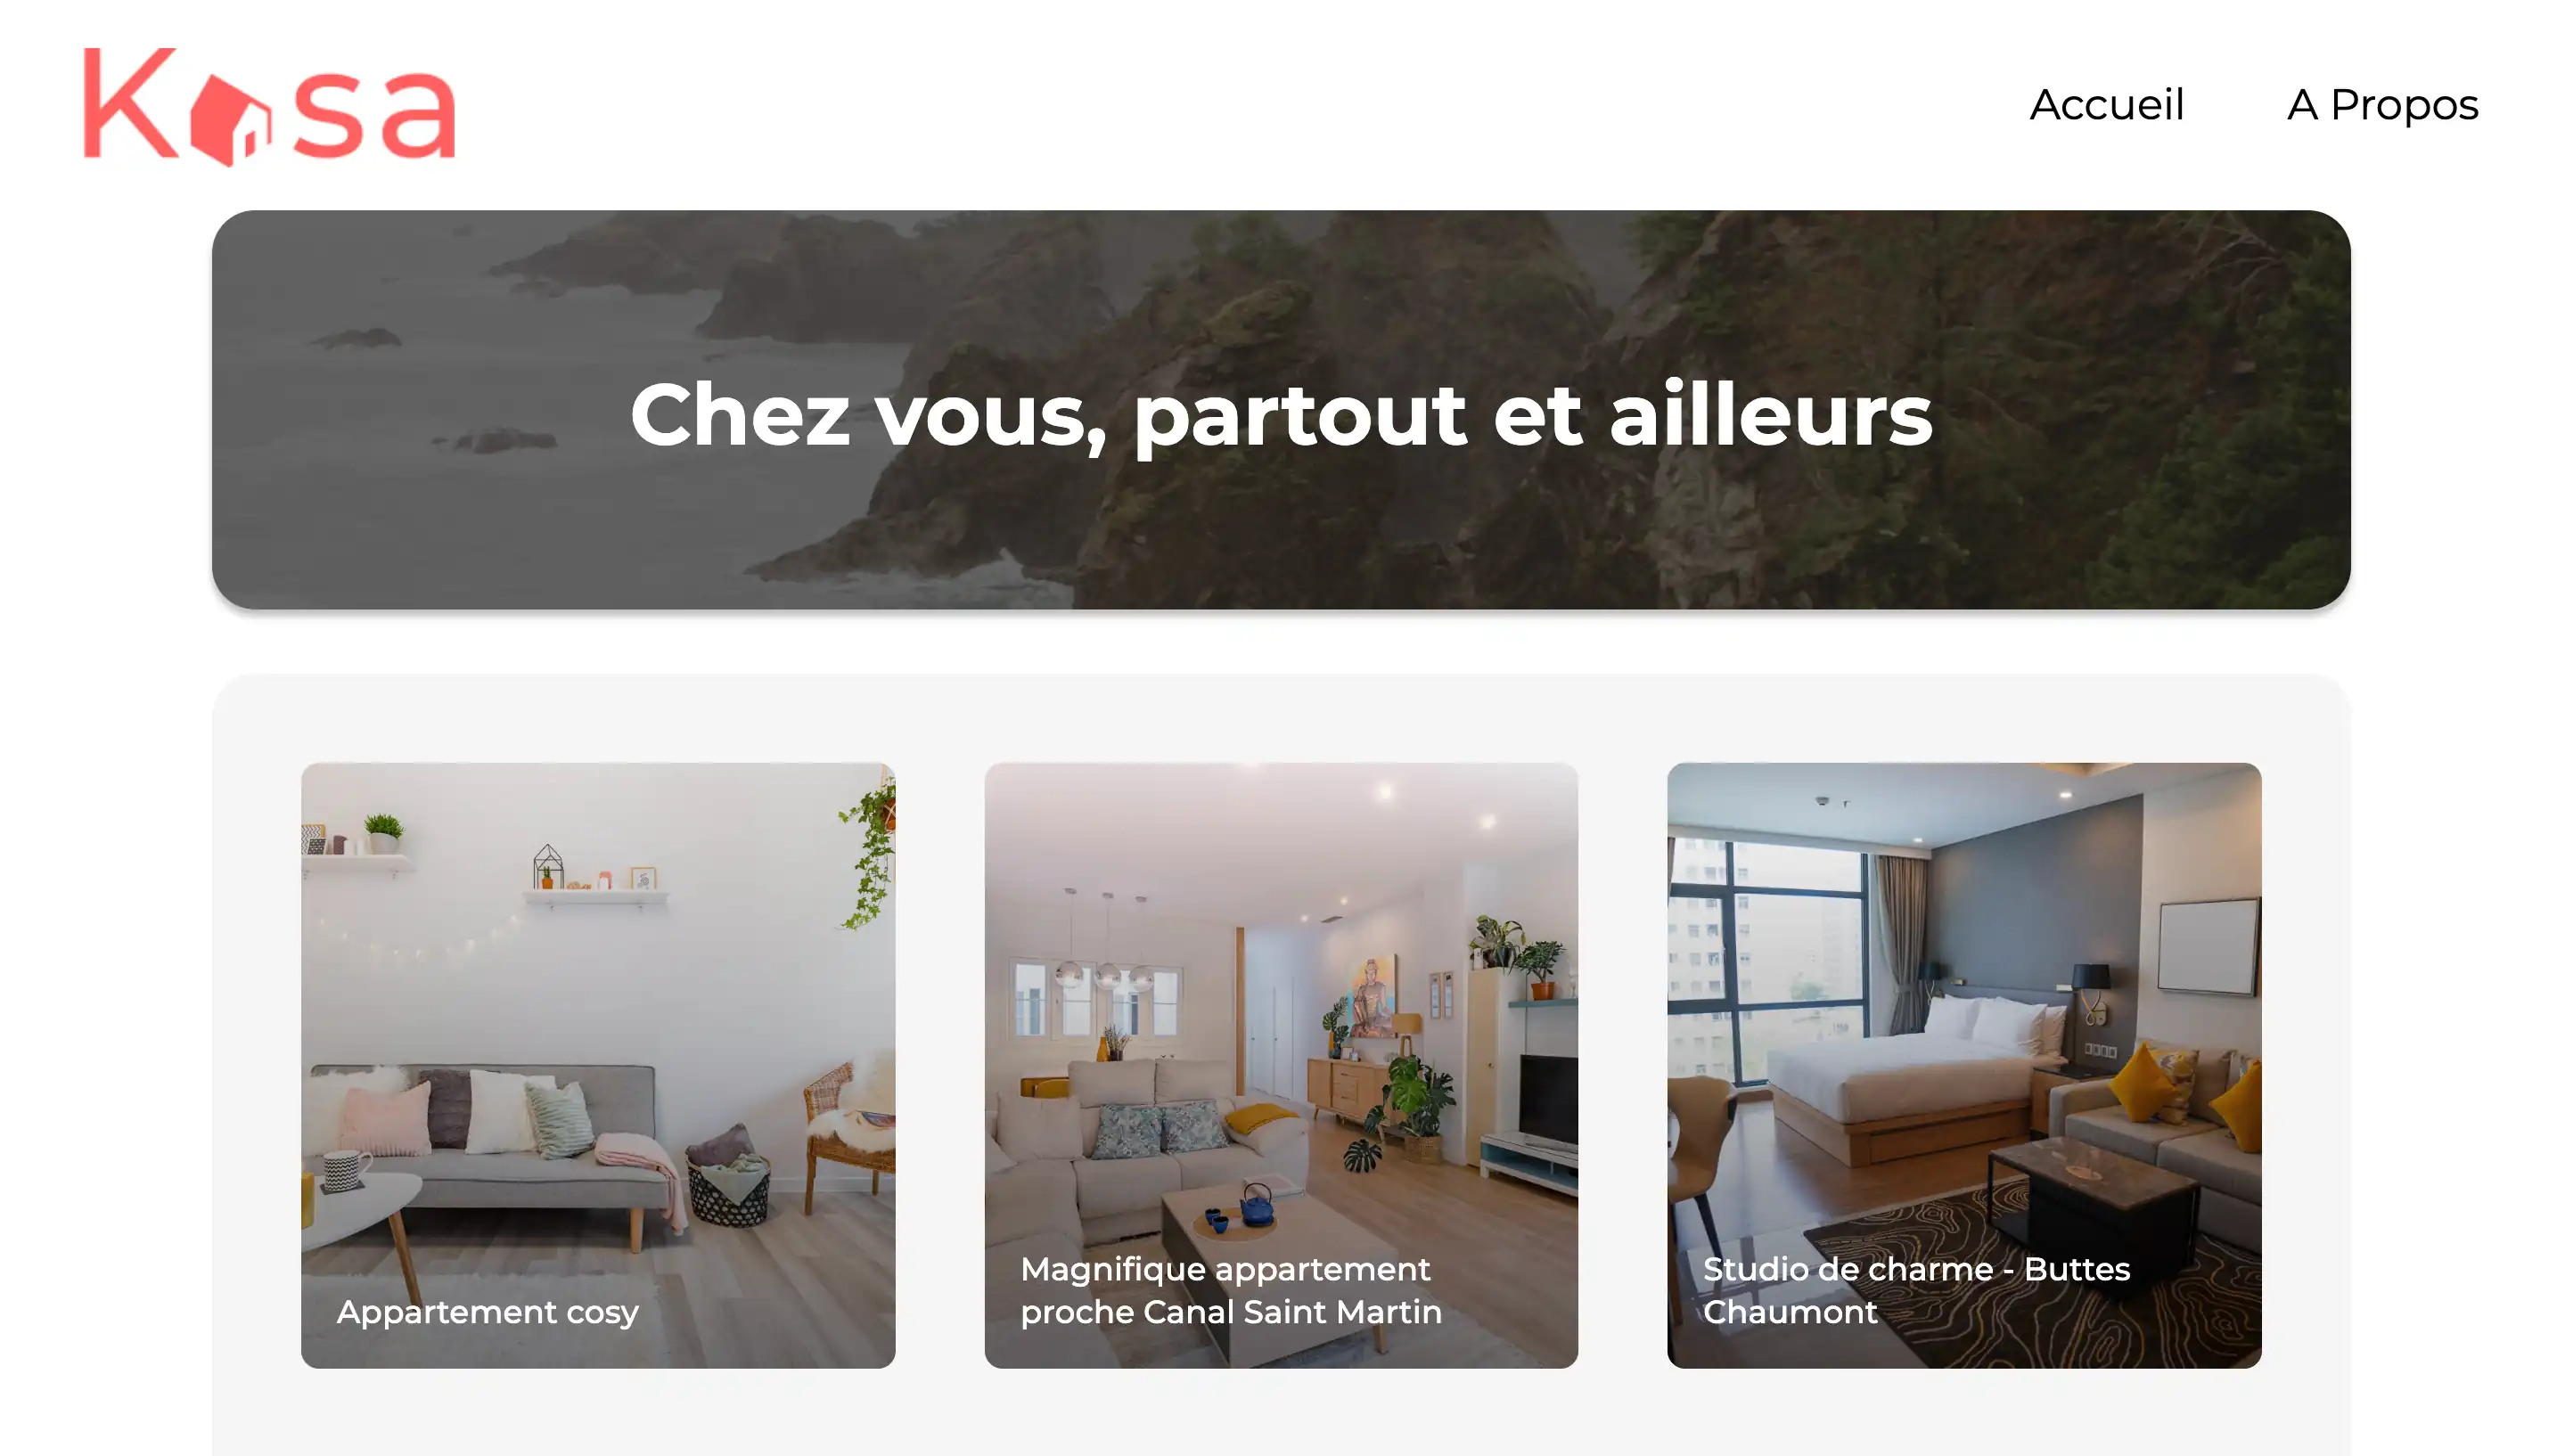 Kasa
Accueil
A Propos
Chez vous, partout et ailleurs
Appartement cosy
Magnifique appartement
proche Canal Saint Martin
Studio de charme - Buttes
Chaumont